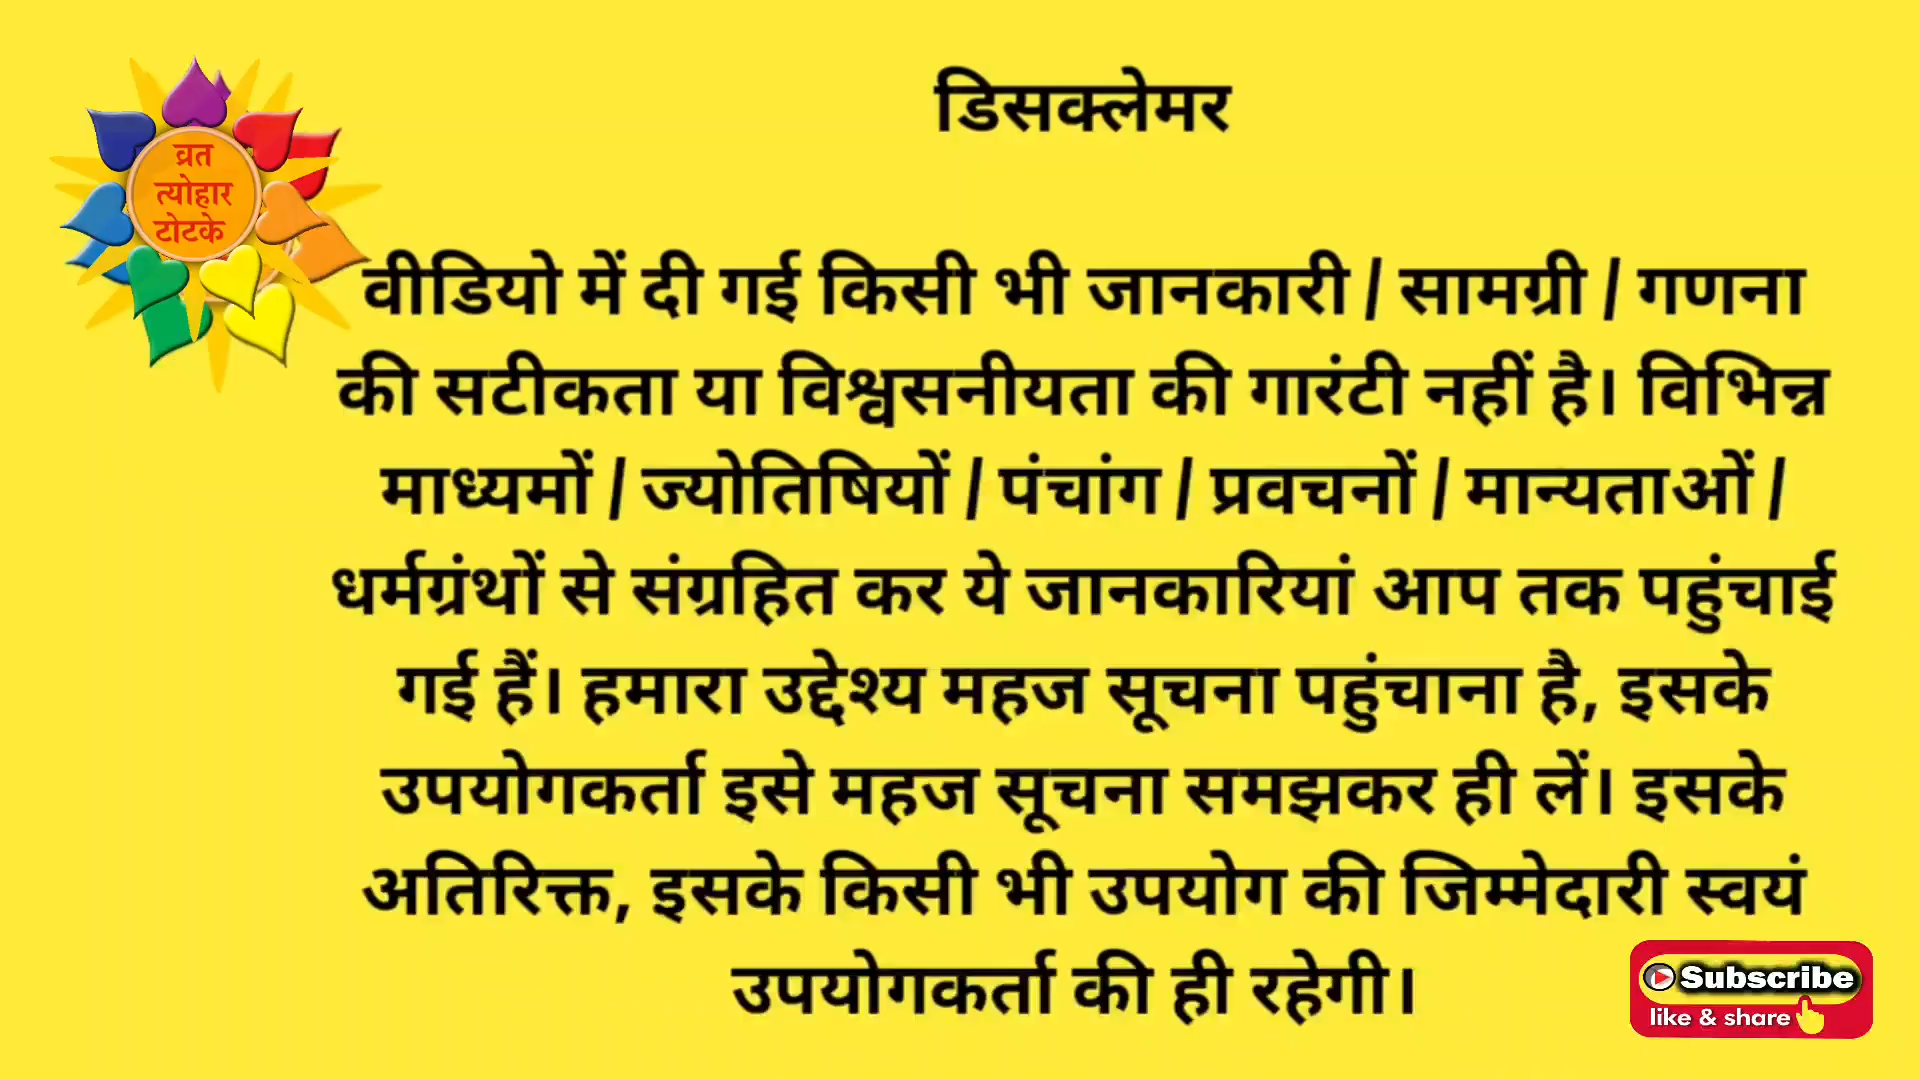 व्रत
त्योहार
टोटके
डिसक्लेमर
वीडियो में दी गई किसी भी जानकारी / सामग्री / गणना
की सटीकता या विश्वसनीयता की गारंटी नहीं है। विभिन्न
माध्यमों / ज्योतिषियों / पंचांग / प्रवचनों / मान्यताओं /
धर्मग्रंथों से संग्रहित कर ये जानकारियां आप तक पहुंचाई
गई हैं। हमारा उद्देश्य महज सूचना पहुंचाना है, इसके
उपयोगकर्ता इसे महज सूचना समझकर ही लें। इसके
अतिरिक्त, इसके किसी भी उपयोग की जिम्मेदारी स्वयं
उपयोगकर्ता की ही रहेगी।
Subscribe
like & share